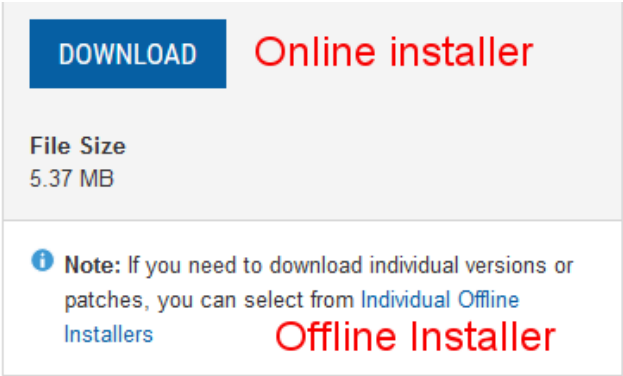 DOWNLOAD Online installer
File Size
5.37 MB
Note: If you need to download individual versions or
patches, you can select from Individual Offline
Installers Offline Installer